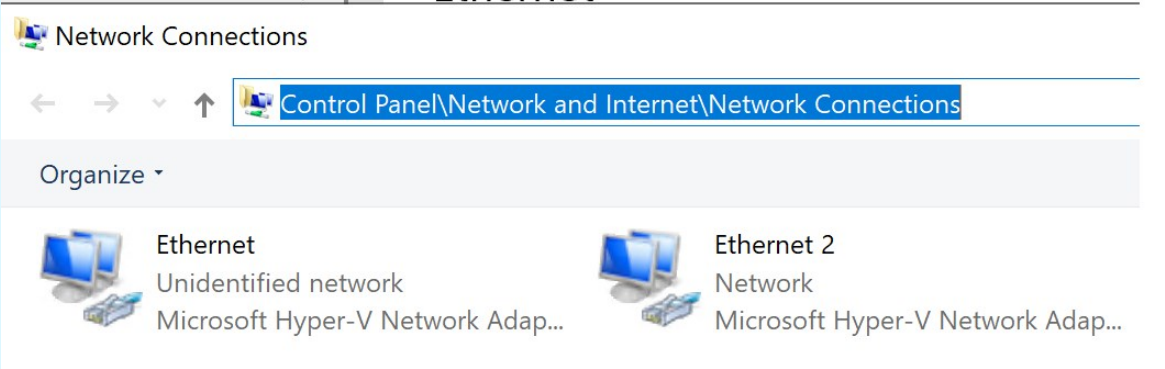 Ethernet
Network Connections
Control Panel\Network and Internet\Network Connections
Organize
Ethernet
Unidentified network
Microsoft Hyper-V Network Adap...
Ethernet 2
Network
Microsoft Hyper-V Network Adap...